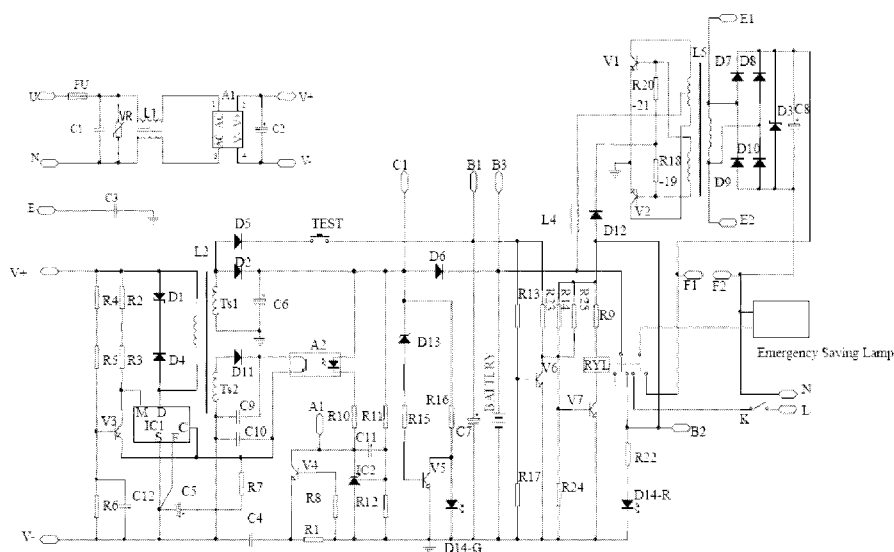 E1
V1
L5
D7 D8
FU
U
A1
V+
R20
-21
C1
VR
L1
C2
D3
C8
C1
B1
B3
R18
-19
D10
N
V-
D9
C3
V2
E
L4
E2
D5
TEST
D12
L2
D2
D6
V+
F1
F2
R4
R2
D1
Ts1
C6
R13
R23
R14
R25
R9
D13
A2
R5
R3
D4
D11
RYL
Emergency Saving Lamp
V6
Ts2
R16
BATTERY
M D
A1
R10
R11
R15
C7
V7
N
V3
IC1
C
C9
K
L
S F
C10
C11
B2
V4
IC2
V5
R22
R7
R17
R24
R6
C12
C5
R8
R12
D14-R
C4
V-
R1
D14-G